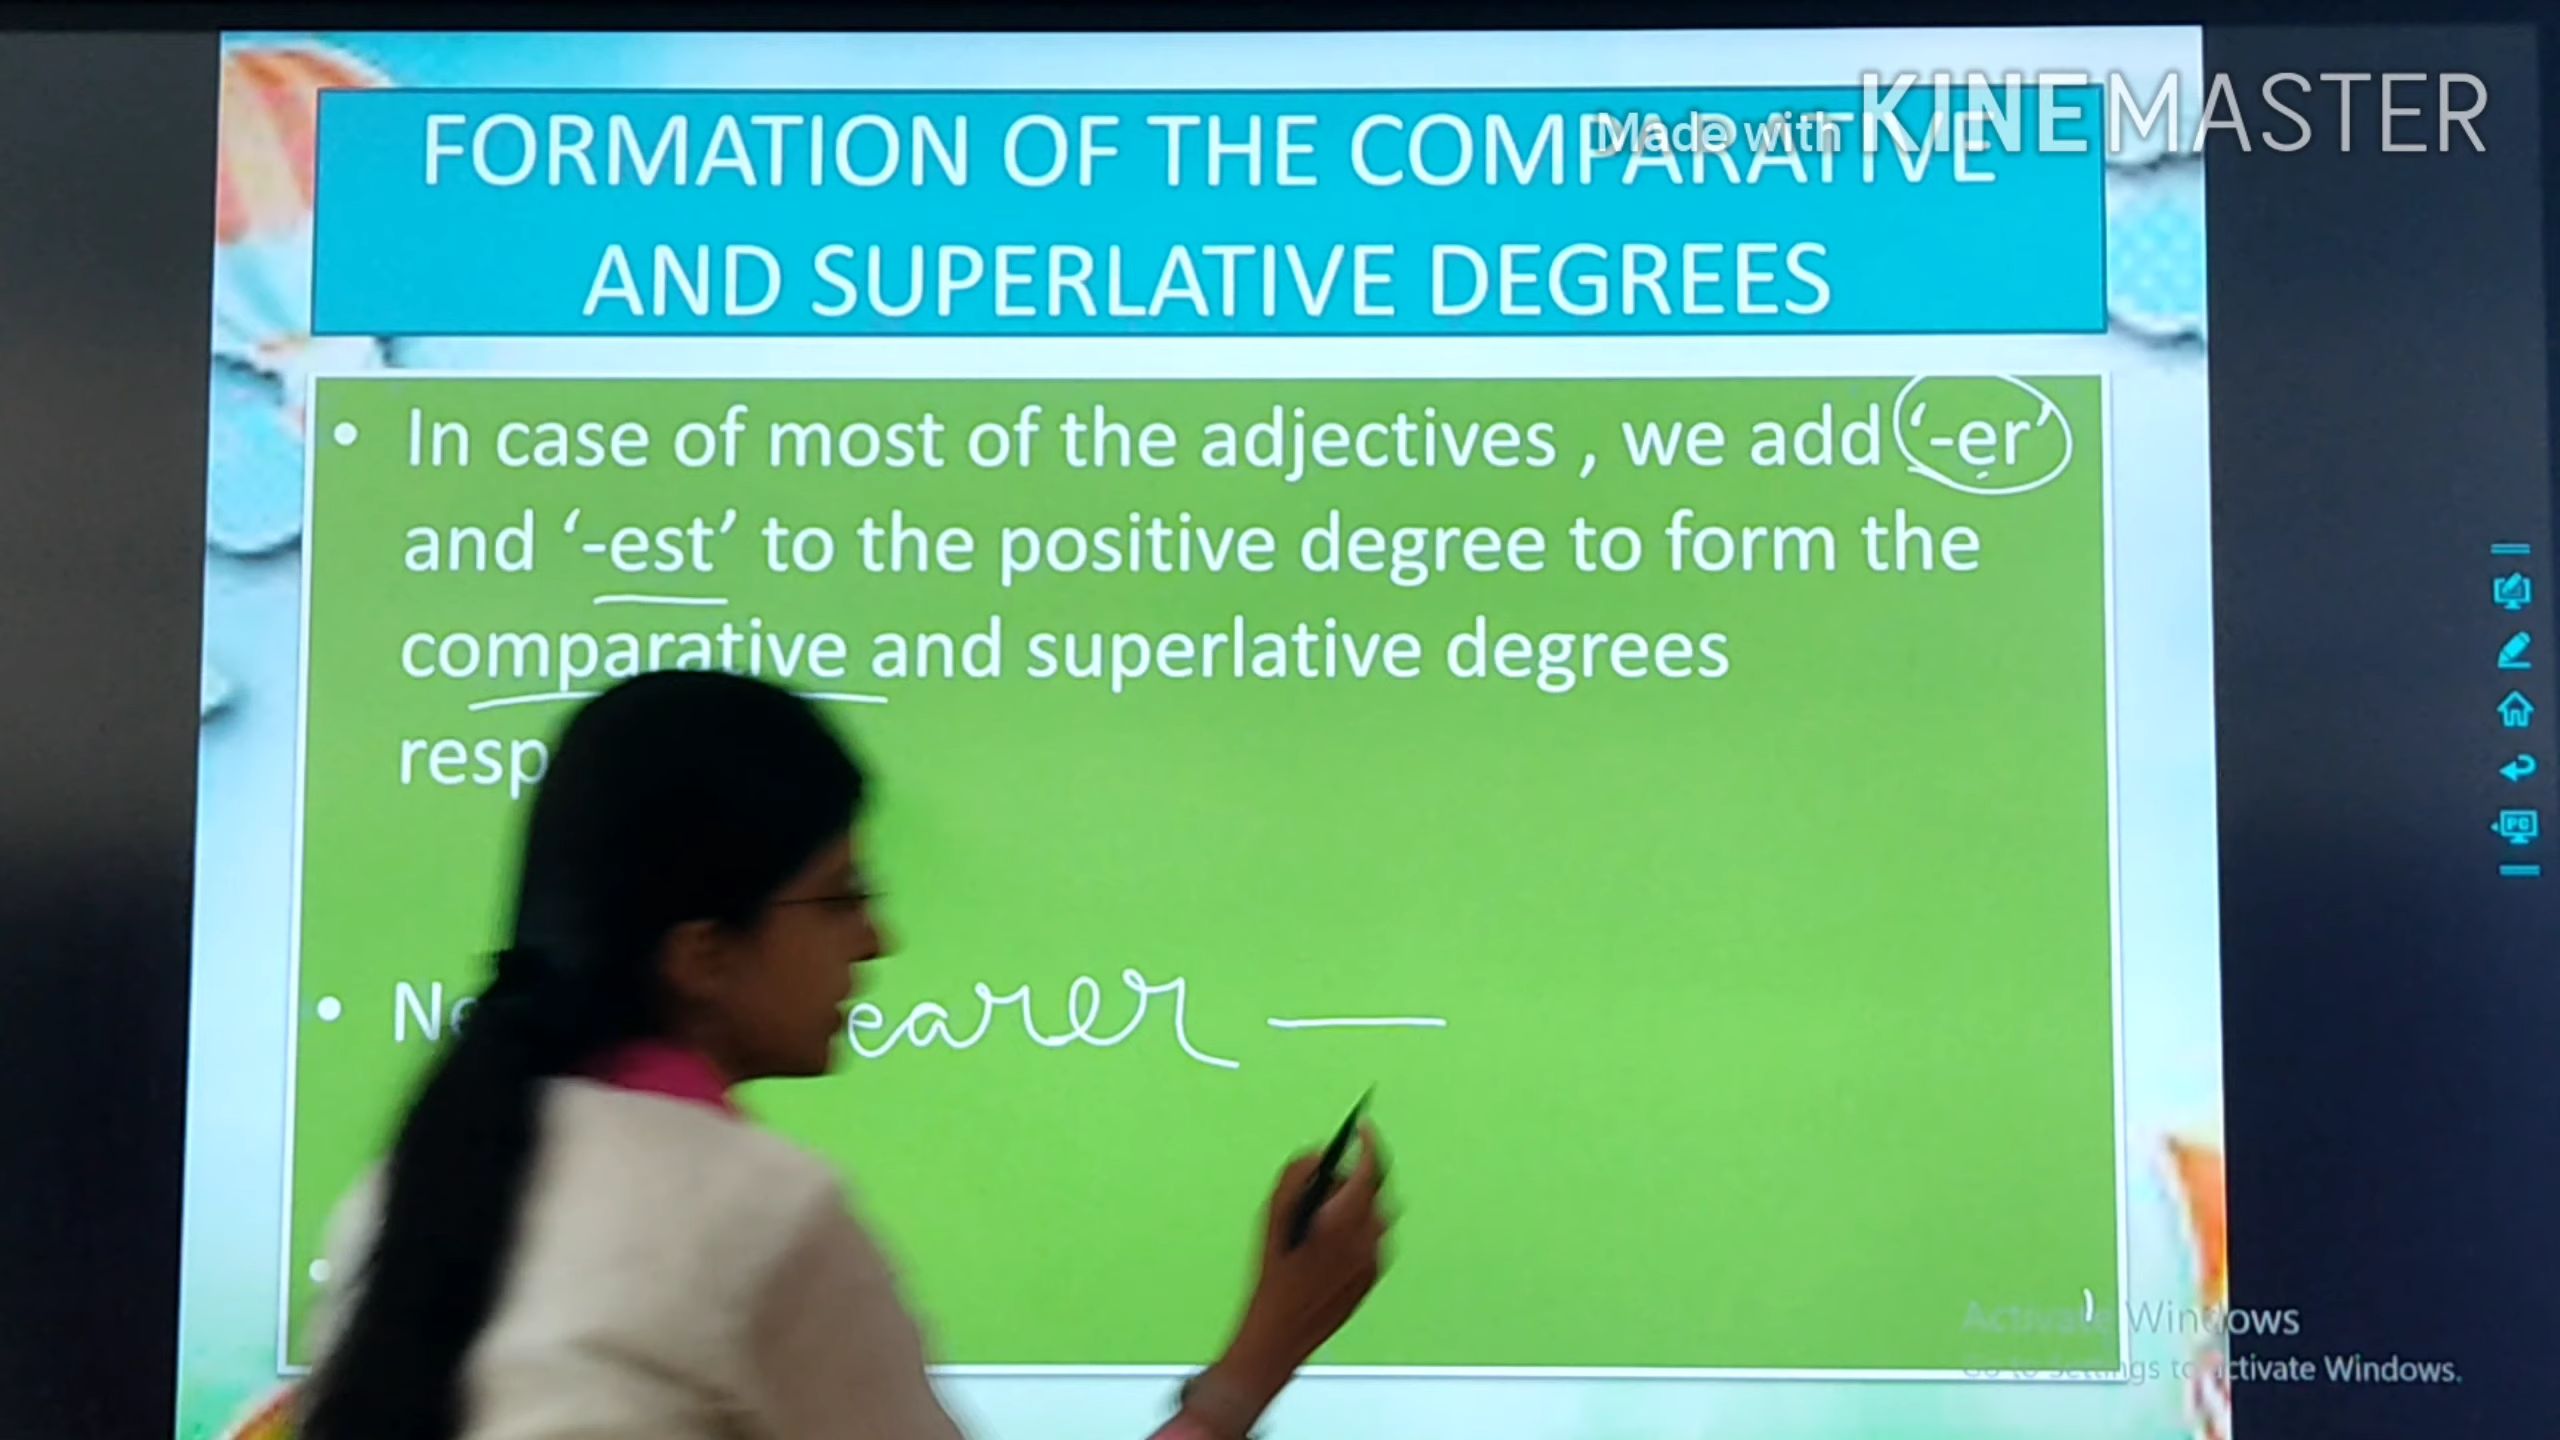 Made with KINEMASTER
FORMATION OF THE COMPARATIVE
AND SUPERLATIVE DEGREES
• In case of most of the adjectives , we add ‘-er’
and ‘-est’ to the positive degree to form the
comparative and superlative degrees
resp
• Ne earer —
•
Activate Windows
Go to Settings to activate Windows.
PC